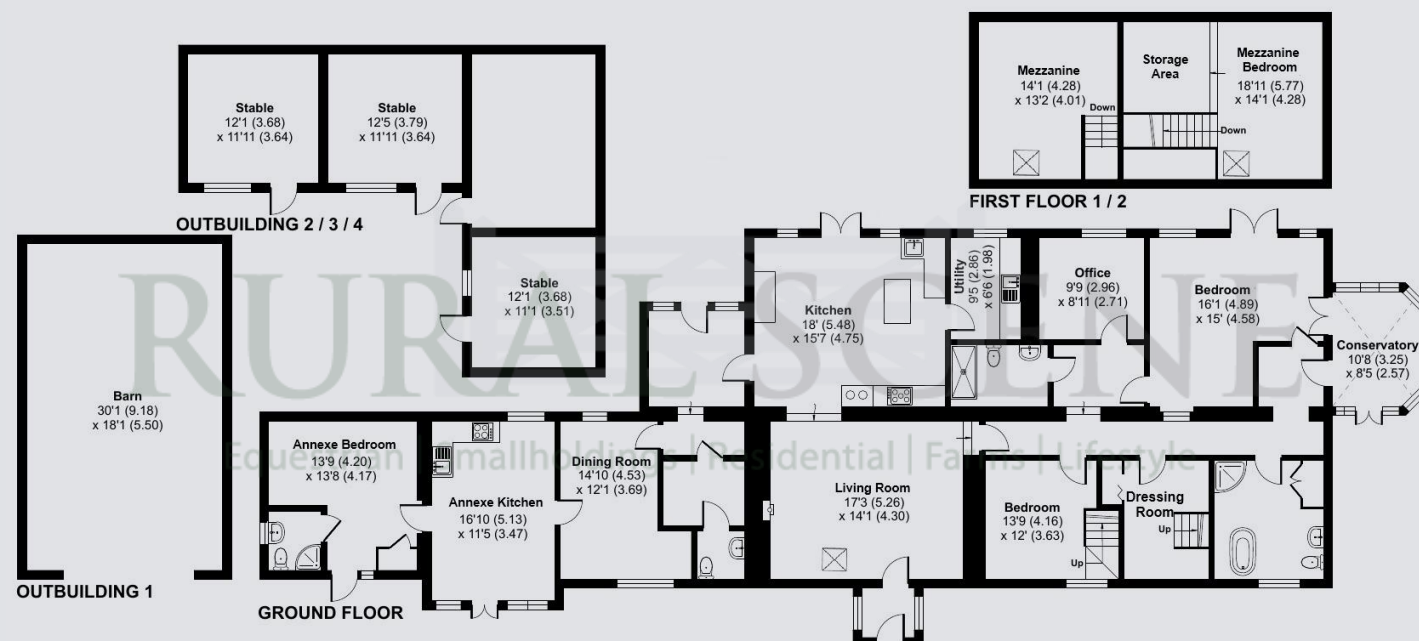 Stable
12'1 (3.68)
x 11'11 (3.64)
Stable
12'5 (3.79)
x 11'11 (3.64)
OUTBUILDING 2 / 3 / 4
Stable
12'1 (3.68)
x 11'1 (3.51)
Mezzanine
14'1 (4.28)
x 13'2 (4.01)
Down
Storage
Area
Mezzanine
Bedroom
18'11 (5.77)
x 14'1 (4.28)
Down
FIRST FLOOR 1 / 2
Barn
30'1 (9.18)
x 18'1 (5.50)
OUTBUILDING 1
Kitchen
18' (5.48)
x 15'7 (4.75)
Utility
9'5 (2.86)
x 6'6 (1.98)
Office
9'9 (2.96)
x 8'11 (2.71)
Bedroom
16'1 (4.89)
x 15' (4.58)
Conservatory
10'8 (3.25)
x 8'5 (2.57)
RURAL SCENE
Equestrian | Smallholdings | Residential | Farms | Lifestyle
Annexe Bedroom
13'9 (4.20)
x 13'8 (4.17)
Annexe Kitchen
16'10 (5.13)
x 11'5 (3.47)
Dining Room
14'10 (4.53)
x 12'1 (3.69)
Living Room
17'3 (5.26)
x 14'1 (4.30)
Bedroom
13'9 (4.16)
x 12' (3.63)
Up
Dressing
Room
Up
GROUND FLOOR